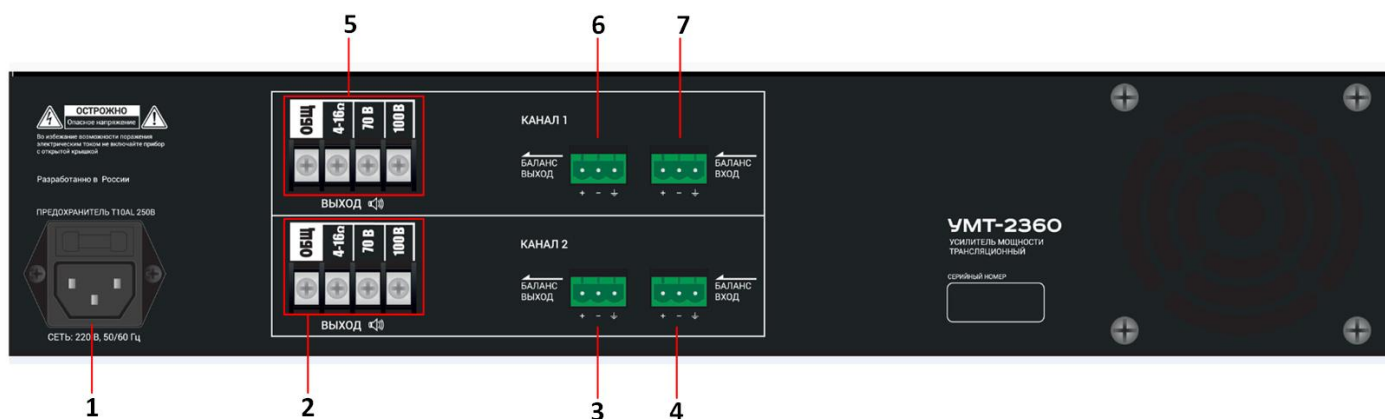 5
6
7
ОСТРОЖНО
Опасное напряжение
Во избежание возможности поражения
электрическим током не включайте прибор
с открытой крышкой
Разработанно в России
ПРЕДОХРАНИТЕЛЬ T10AL 250В
СЕТЬ: 220 В, 50/60 Гц
ОБЩ
4-16Ω
70 В
100В
ВЫХОД
КАНАЛ 1
БАЛАНС
ВЫХОД
+ −
БАЛАНС
ВХОД
+ −
ОБЩ
4-16Ω
70 В
100В
ВЫХОД
КАНАЛ 2
БАЛАНС
ВЫХОД
+ −
БАЛАНС
ВХОД
+ −
УМТ-2360
УСИЛИТЕЛЬ МОЩНОСТИ
ТРАНСЛЯЦИОННЫЙ
СЕРИЙНЫЙ НОМЕР
1
2
3
4